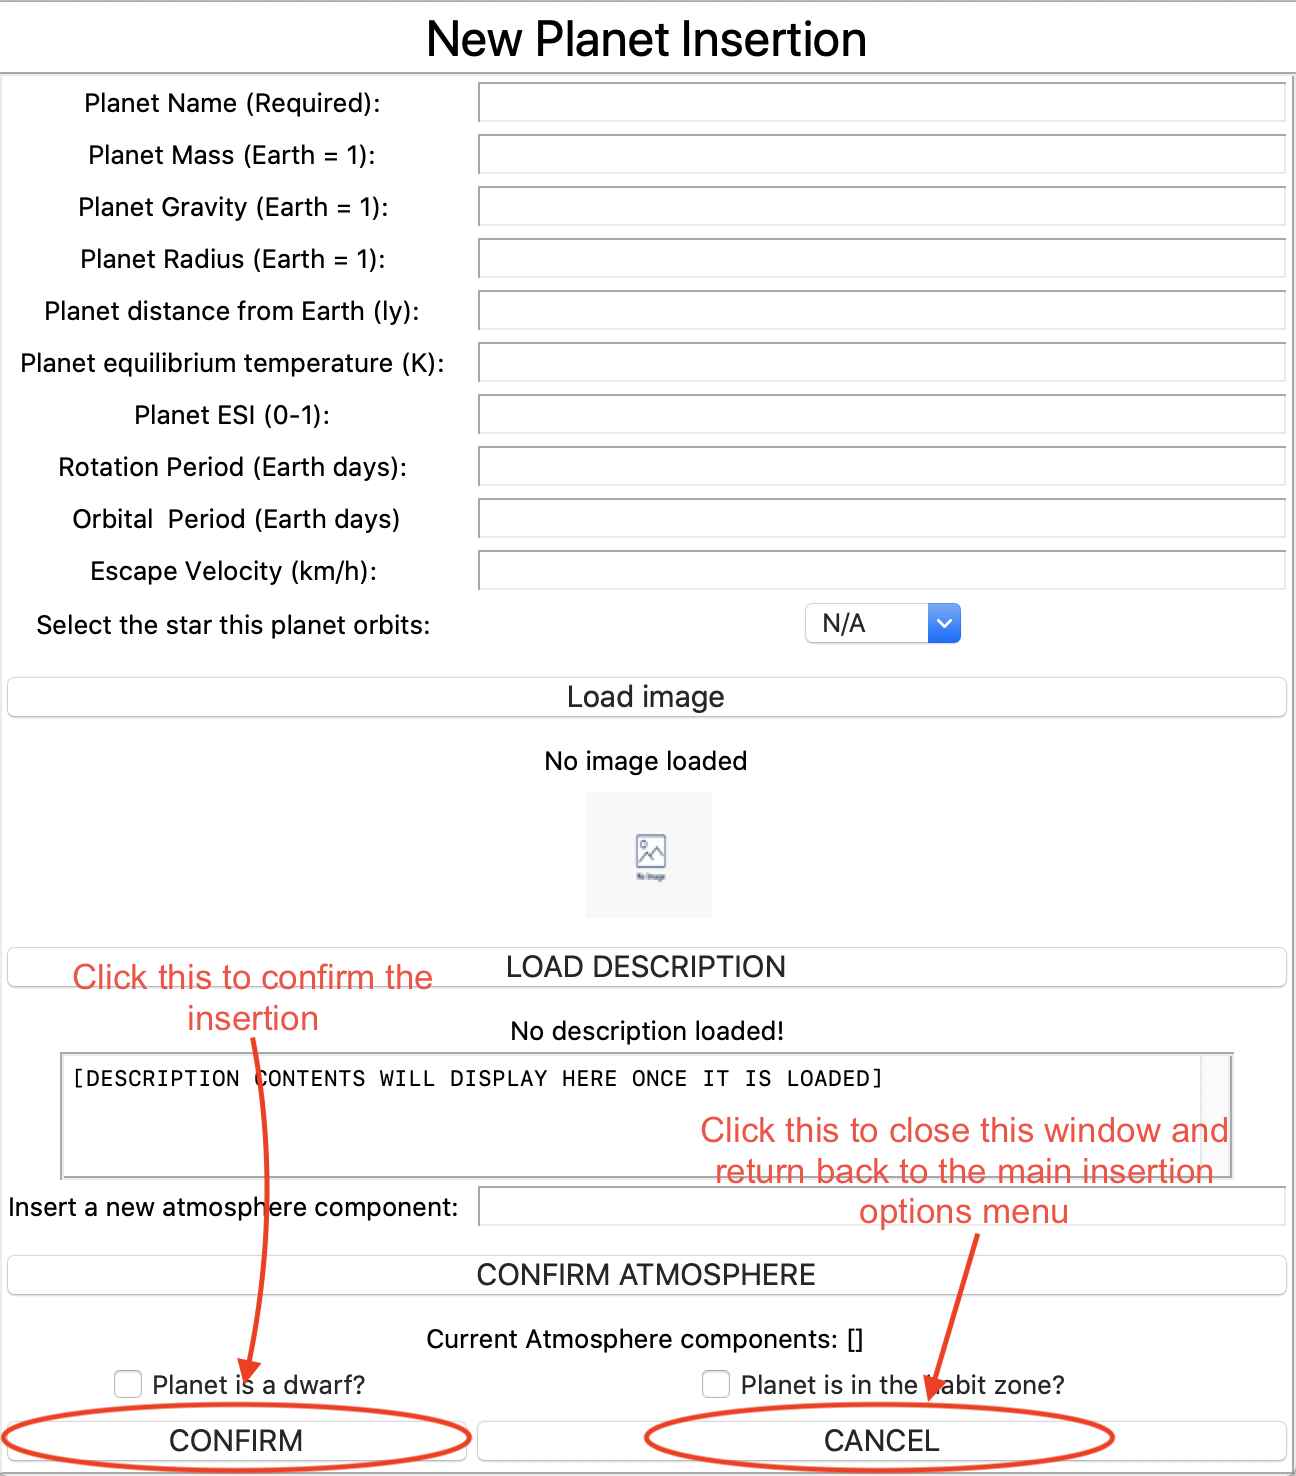 New Planet Insertion
Planet Name (Required):
Planet Mass (Earth = 1):
Planet Gravity (Earth = 1):
Planet Radius (Earth = 1):
Planet distance from Earth (ly):
Planet equilibrium temperature (K):
Planet ESI (0-1):
Rotation Period (Earth days):
Orbital  Period (Earth days)
Escape Velocity (km/h):
Select the star this planet orbits:
N/A
Load image
No image loaded
No Image
LOAD DESCRIPTION
Click this to confirm the
insertion
No description loaded!
[DESCRIPTION CONTENTS WILL DISPLAY HERE ONCE IT IS LOADED]
Click this to close this window and
return back to the main insertion
options menu
Insert a new atmosphere component:
CONFIRM ATMOSPHERE
Current Atmosphere components: []
Planet is a dwarf?
Planet is in the habit zone?
CONFIRM
CANCEL